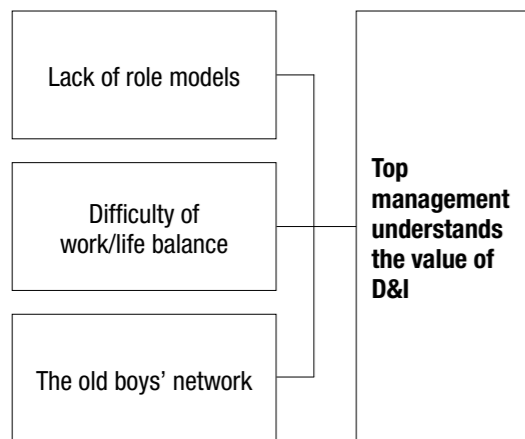 Lack of role models
Difficulty of
work/life balance
The old boys’ network
Top
management
understands
the value of
D&I